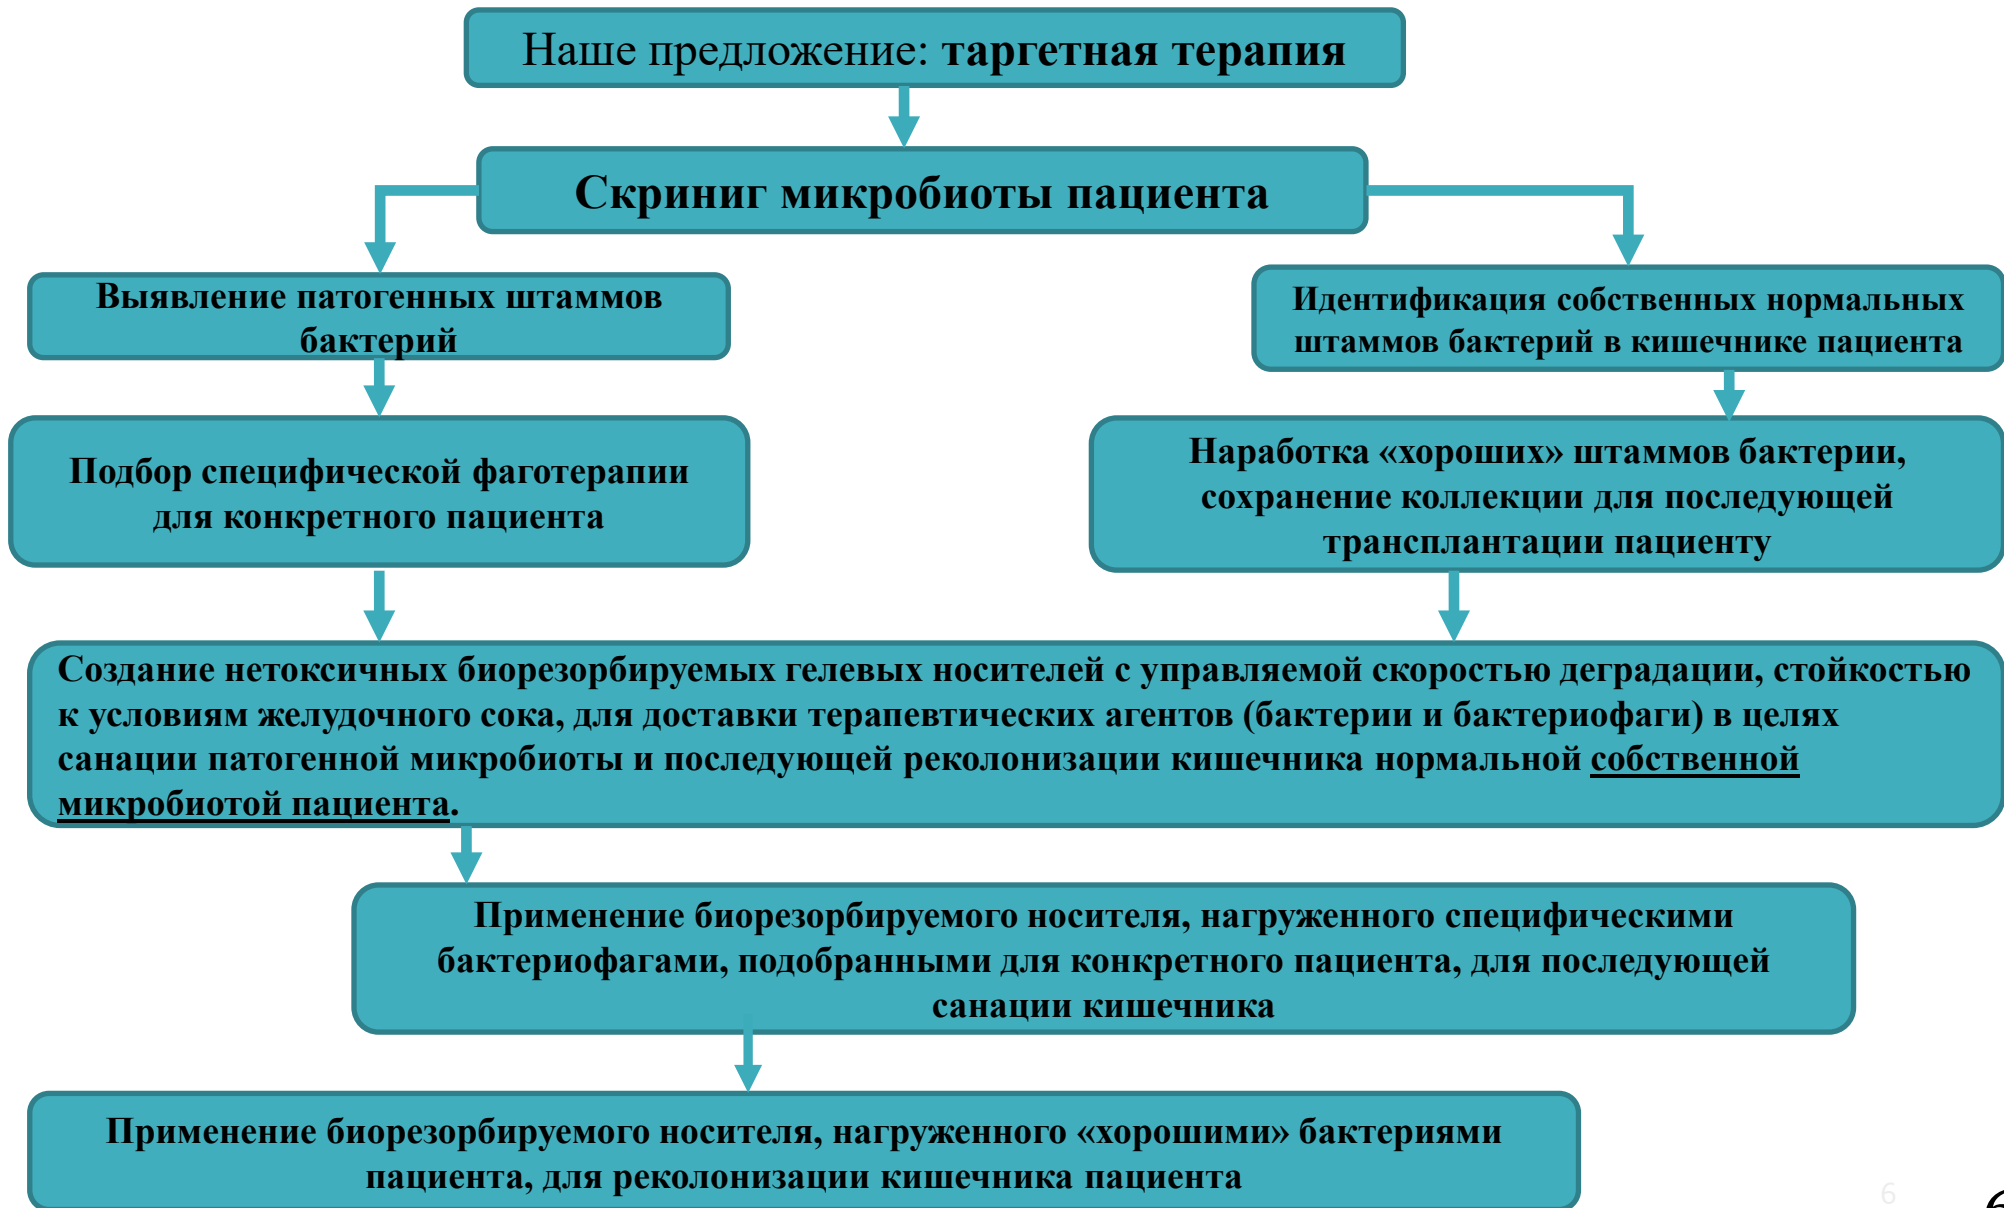 Наше предложение: таргетная терапия
Скриниг микробиоты пациента
Выявление патогенных штаммов
бактерий
Идентификация собственных нормальных
штаммов бактерий в кишечнике пациента
Подбор специфической фаготерапии
для конкретного пациента
Наработка «хороших» штаммов бактерии,
сохранение коллекции для последующей
трансплантации пациенту
Создание нетоксичных биорезорбируемых гелевых носителей с управляемой скоростью деградации, стойкостью
к условиям желудочного сока, для доставки терапевтических агентов (бактерии и бактериофаги) в целях
санации патогенной микробиоты и последующей реколонизации кишечника нормальной собственной
микробиотой пациента.
Применение биорезорбируемого носителя, нагруженного специфическими
бактериофагами, подобранными для конкретного пациента, для последующей
санации кишечника
Применение биорезорбируемого носителя, нагруженного «хорошими» бактериями
пациента, для реколонизации кишечника пациента
6
6